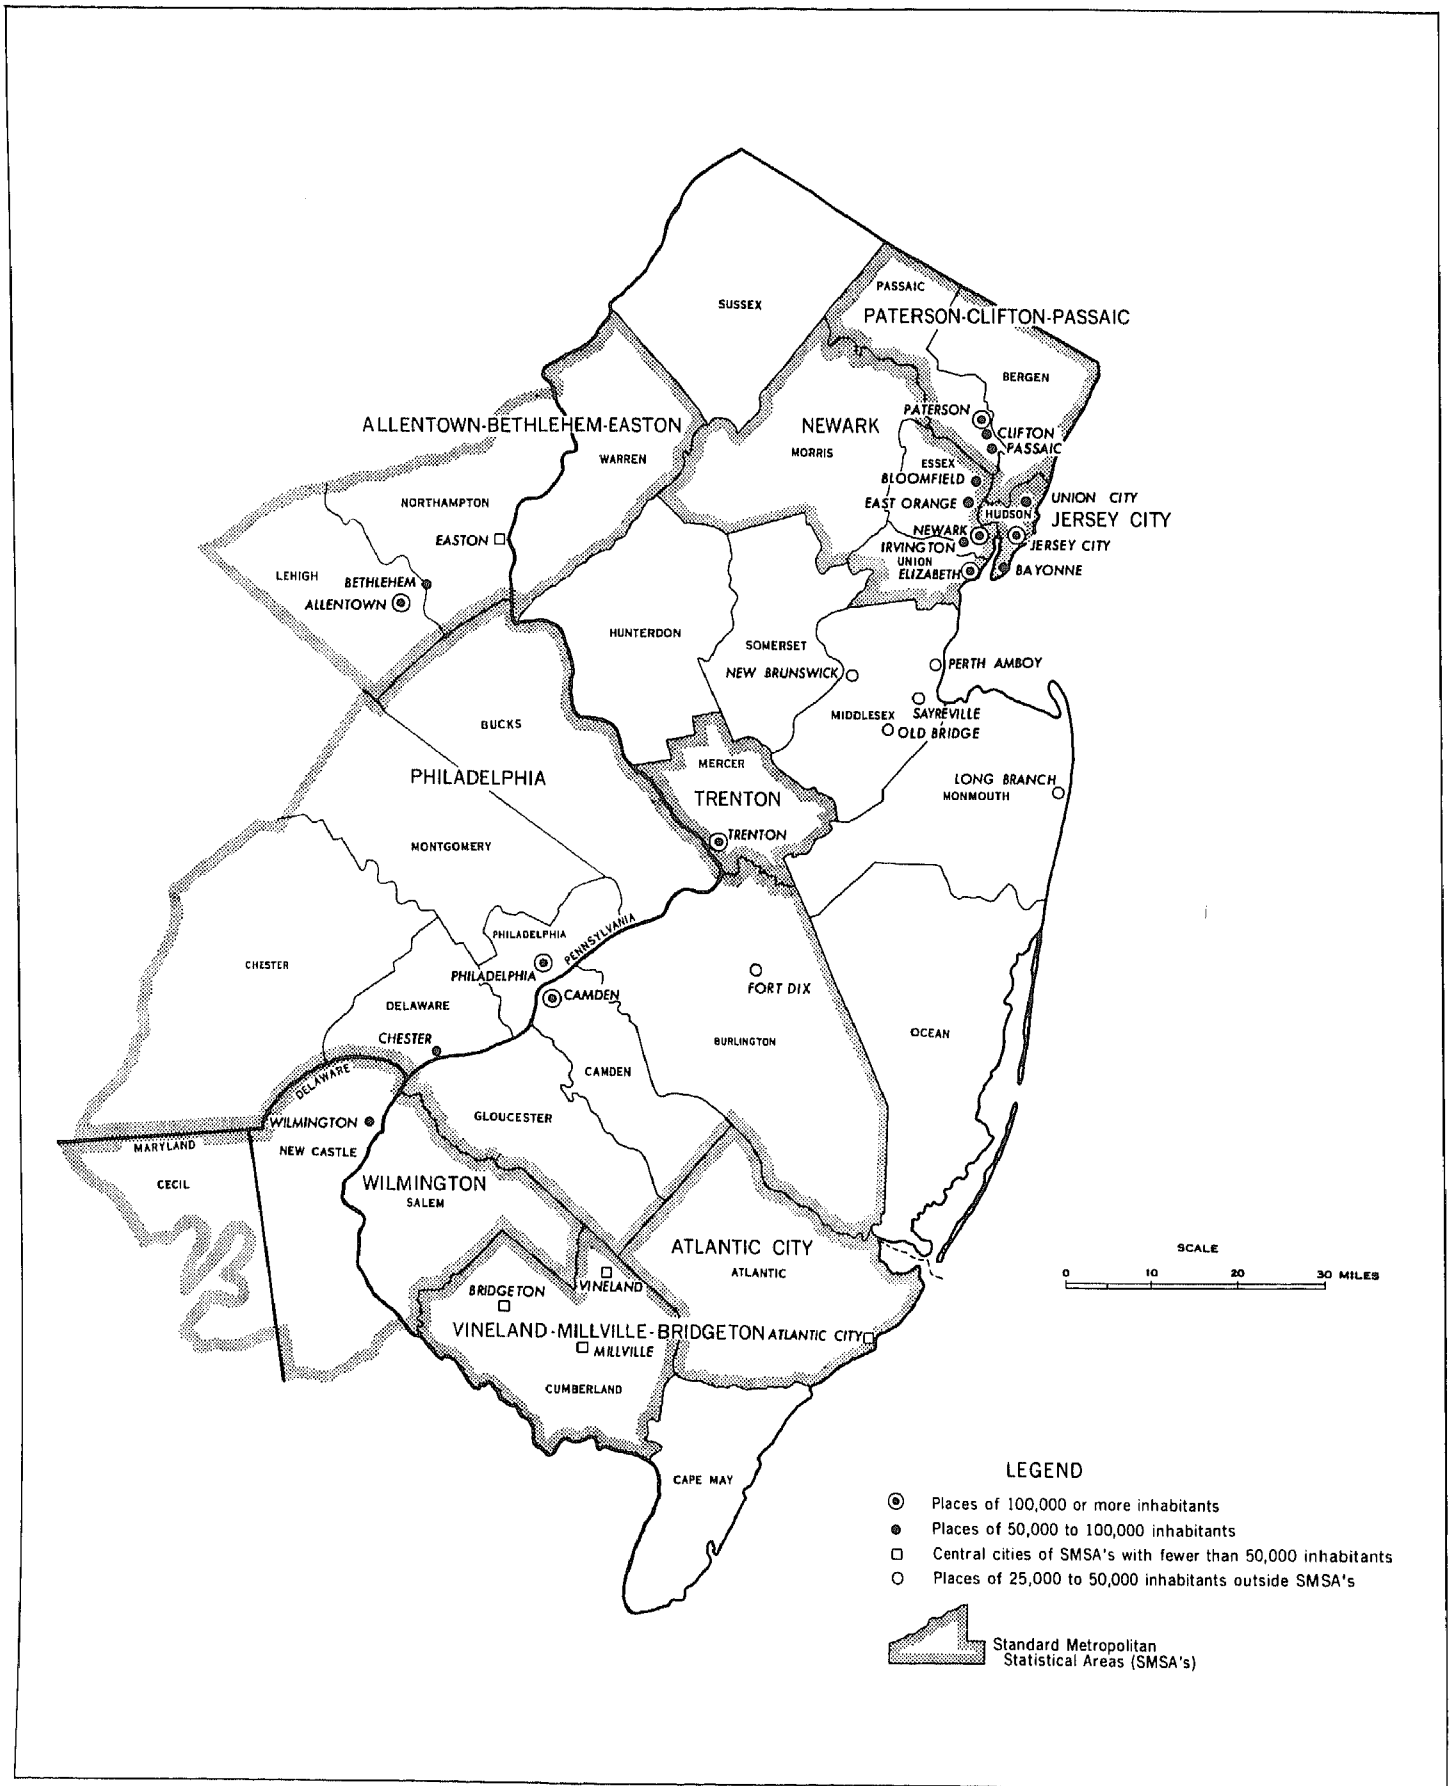 SUSSEX
PASSAIC
PATERSON-CLIFTON-PASSAIC
BERGEN
PATERSON
CLIFTON
PASSAIC
ALLENTOWN-BETHLEHEM-EASTON
NEWARK
MORRIS
WARREN
ESSEX
BLOOMFIELD
EAST ORANGE
UNION CITY
HUDSON
JERSEY CITY
NEWARK
JERSEY CITY
IRVINGTON
UNION
ELIZABETH
BAYONNE
NORTHAMPTON
EASTON
LEHIGH
BETHLEHEM
ALLENTOWN
HUNTERDON
SOMERSET
NEW BRUNSWICK
PERTH AMBOY
MIDDLESEX
SAYREVILLE
OLD BRIDGE
BUCKS
MERCER
PHILADELPHIA
TRENTON
LONG BRANCH
MONMOUTH
TRENTON
MONTGOMERY
PHILADELPHIA
PENNSYLVANIA
CHESTER
PHILADELPHIA
CAMDEN
FORT DIX
DELAWARE
CHESTER
BURLINGTON
OCEAN
CAMDEN
DELAWARE
WILMINGTON
GLOUCESTER
MARYLAND
NEW CASTLE
CECIL
WILMINGTON
SALEM
ATLANTIC CITY
ATLANTIC
BRIDGETON
VINELAND
VINELAND-MILLVILLE-BRIDGETON
ATLANTIC CITY
MILLVILLE
CUMBERLAND
CAPE MAY
SCALE
0 10 20 30 MILES
LEGEND
Places of 100,000 or more inhabitants
Places of 50,000 to 100,000 inhabitants
Central cities of SMSA's with fewer than 50,000 inhabitants
Places of 25,000 to 50,000 inhabitants outside SMSA's
Standard Metropolitan
Statistical Areas (SMSA's)